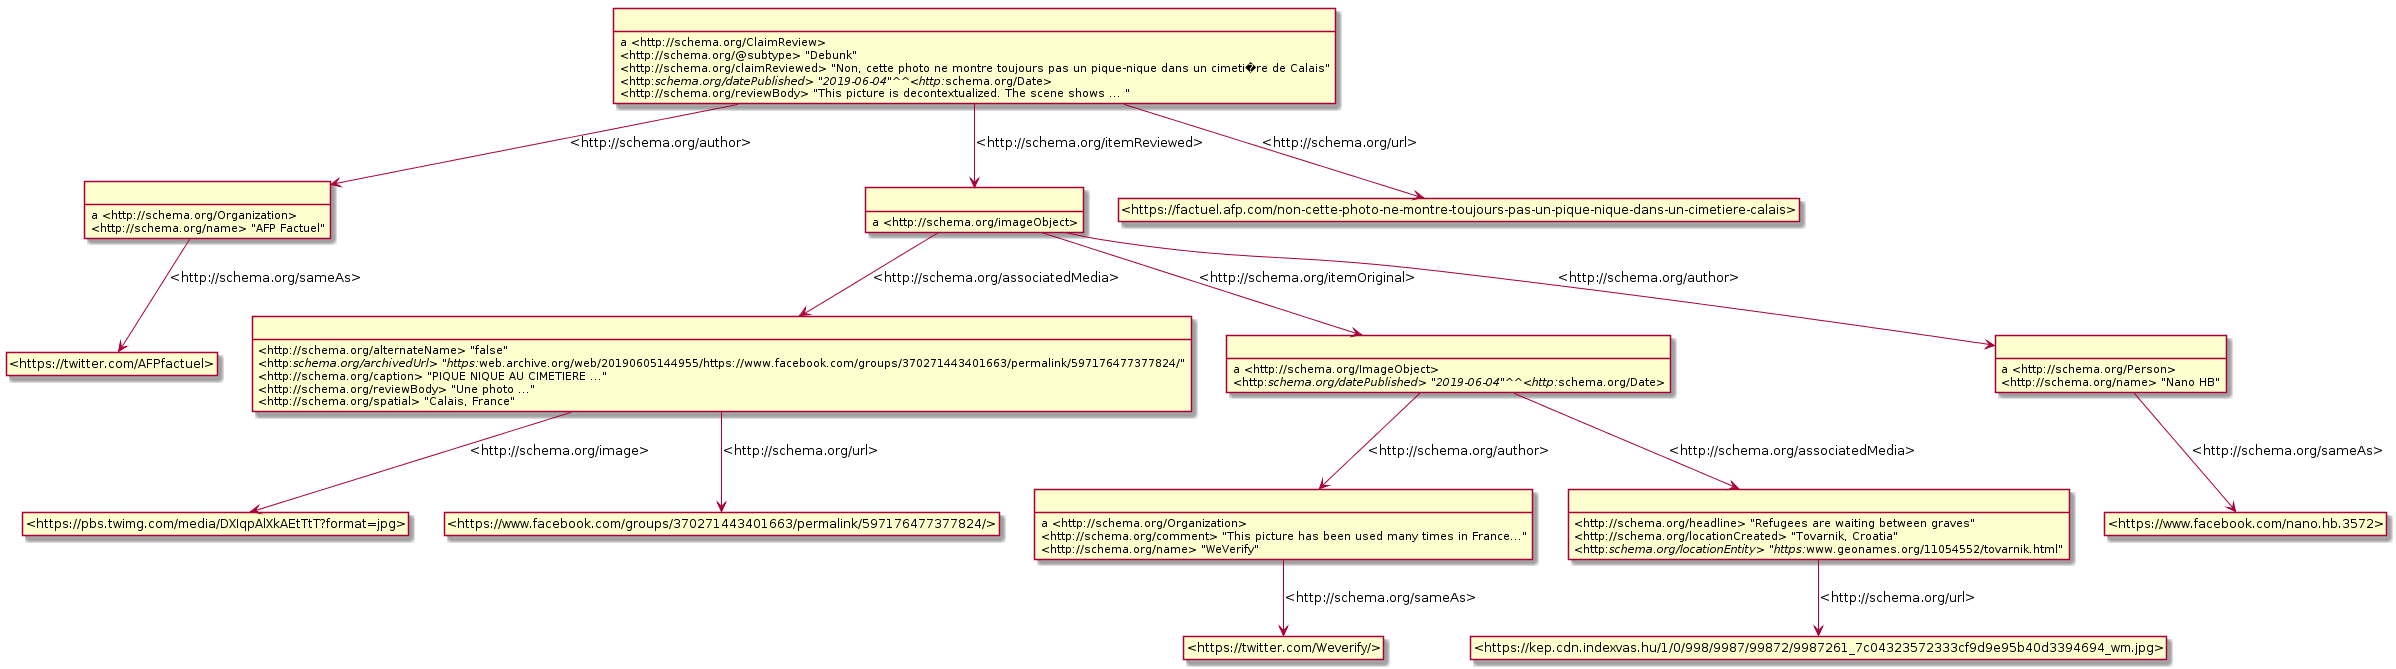 a <http://schema.org/ClaimReview>
<http://schema.org/@subtype> "Debunk"
<http://schema.org/claimReviewed> "Non, cette photo ne montre toujours pas un pique-nique dans un cimeti�re de Calais"
<http:schema.org/datePublished> "2019-06-04"^^<http:schema.org/Date>
<http://schema.org/reviewBody> "This picture is decontextualized. The scene shows ... "
<http://schema.org/author>
<http://schema.org/itemReviewed>
<http://schema.org/url>
a <http://schema.org/Organization>
<http://schema.org/name> "AFP Factuel"
a <http://schema.org/imageObject>
<https://factuel.afp.com/non-cette-photo-ne-montre-toujours-pas-un-pique-nique-dans-un-cimetiere-calais>
<http://schema.org/sameAs>
<http://schema.org/associatedMedia>
<http://schema.org/itemOriginal>
<http://schema.org/author>
<https://twitter.com/AFPfactuel>
<http://schema.org/alternateName> "false"
<http:schema.org/archivedUrl> "https:web.archive.org/web/20190605144955/https://www.facebook.com/groups/370271443401663/permalink/597176477377824/"
<http://schema.org/caption> "PIQUE NIQUE AU CIMETIERE ..."
<http://schema.org/reviewBody> "Une photo ..."
<http://schema.org/spatial> "Calais, France"
a <http://schema.org/ImageObject>
<http:schema.org/datePublished> "2019-06-04"^^<http:schema.org/Date>
a <http://schema.org/Person>
<http://schema.org/name> "Nano HB"
<http://schema.org/image>
<http://schema.org/url>
<http://schema.org/author>
<http://schema.org/associatedMedia>
<http://schema.org/sameAs>
<https://pbs.twimg.com/media/DXIqpAlXkAEtTtT?format=jpg>
<https://www.facebook.com/groups/370271443401663/permalink/597176477377824/>
a <http://schema.org/Organization>
<http://schema.org/comment> "This picture has been used many times in France..."
<http://schema.org/name> "WeVerify"
<http://schema.org/headline> "Refugees are waiting between graves"
<http://schema.org/locationCreated> "Tovarnik, Croatia"
<http:schema.org/locationEntity> "https:www.geonames.org/11054552/tovarnik.html"
<https://www.facebook.com/nano.hb.3572>
<http://schema.org/sameAs>
<http://schema.org/url>
<https://twitter.com/Weverify/>
<https://kep.cdn.indexvas.hu/1/0/998/9987/99872/9987261_7c04323572333cf9d9e95b40d3394694_wm.jpg>